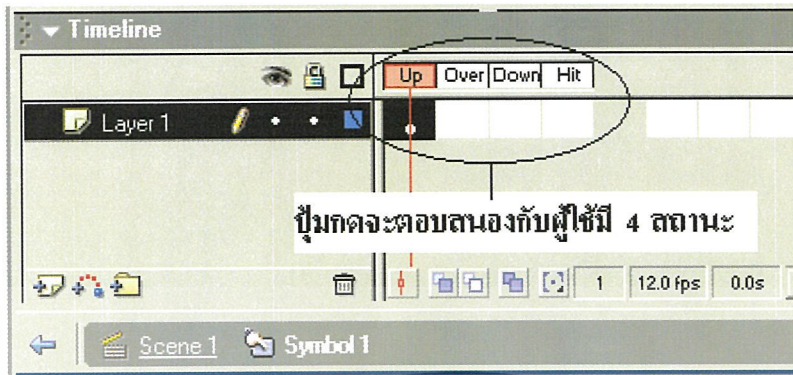 Timeline
Up Over Down Hit
Layer 1
ปุ่มกดจะตอบสนองกับผู้ใช้มี 4 สถานะ
1 12.0 fps 0.0s
Scene 1 Symbol 1